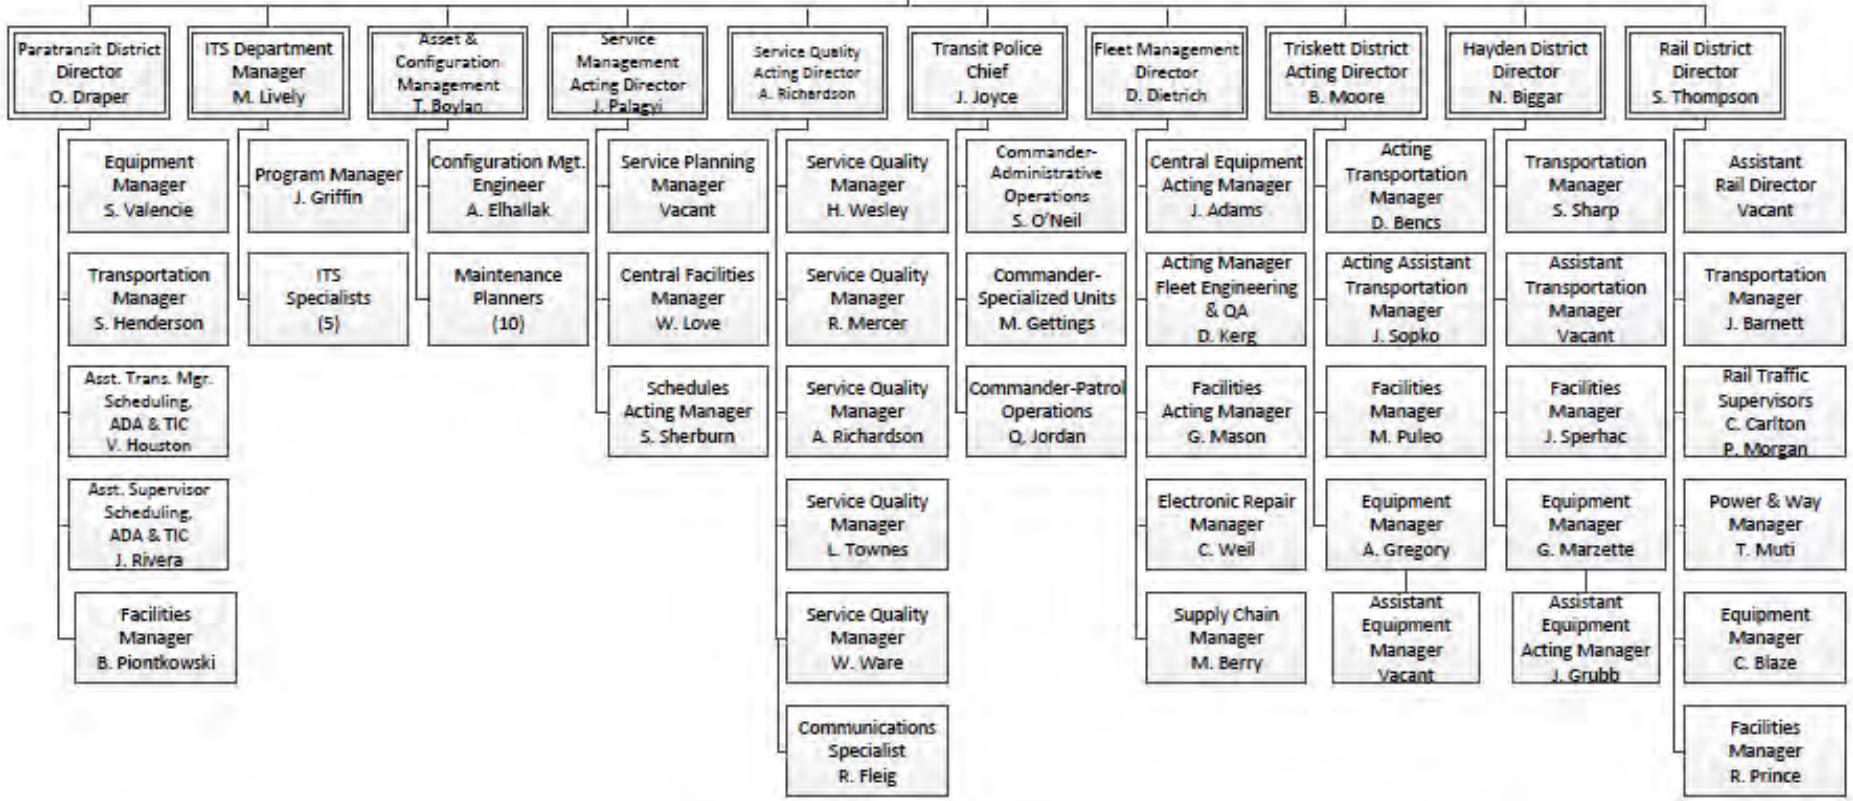 Paratransit District
Director
O. Draper
Equipment
Manager
S. Valencie
Transportation
Manager
S. Henderson
Asst. Trans. Mgr.
Scheduling,
ADA & TIC
V. Houston
Asst. Supervisor
Scheduling,
ADA & TIC
J. Rivera
Facilities
Manager
B. Piontkowski
ITS Department
Manager
M. Lively
Program Manager
J. Griffin
ITS
Specialists
(5)
Asset &
Configuration
Management
T. Boylan
Configuration Mgt.
Engineer
A. Elhallak
Maintenance
Planners
(10)
Service
Management
Acting Director
J. Palagyi
Service Planning
Manager
Vacant
Central Facilities
Manager
W. Love
Schedules
Acting Manager
S. Sherburn
Service Quality
Acting Director
A. Richardson
Service Quality
Manager
H. Wesley
Service Quality
Manager
R. Mercer
Service Quality
Manager
A. Richardson
Service Quality
Manager
L. Townes
Service Quality
Manager
W. Ware
Communications
Specialist
R. Fleig
Transit Police
Chief
J. Joyce
Commander-
Administrative
Operations
S. O'Neil
Commander-
Specialized Units
M. Gettings
Commander-Patrol
Operations
Q. Jordan
Fleet Management
Director
D. Dietrich
Central Equipment
Acting Manager
J. Adams
Acting Manager
Fleet Engineering
& QA
D. Kerg
Facilities
Acting Manager
G. Mason
Electronic Repair
Manager
C. Weil
Supply Chain
Manager
M. Berry
Triskett District
Acting Director
B. Moore
Acting
Transportation
Manager
D. Bencs
Acting Assistant
Transportation
Manager
J. Sopko
Facilities
Manager
M. Puleo
Equipment
Manager
A. Gregory
Assistant
Equipment
Manager
Vacant
Hayden District
Director
N. Biggar
Transportation
Manager
S. Sharp
Assistant
Transportation
Manager
Vacant
Facilities
Manager
J. Sperhac
Equipment
Manager
G. Marzette
Assistant
Equipment
Acting Manager
J. Grubb
Rail District
Director
S. Thompson
Assistant
Rail Director
Vacant
Transportation
Manager
J. Barnett
Rail Traffic
Supervisors
C. Carlton
P. Morgan
Power & Way
Manager
T. Muti
Equipment
Manager
C. Blaze
Facilities
Manager
R. Prince